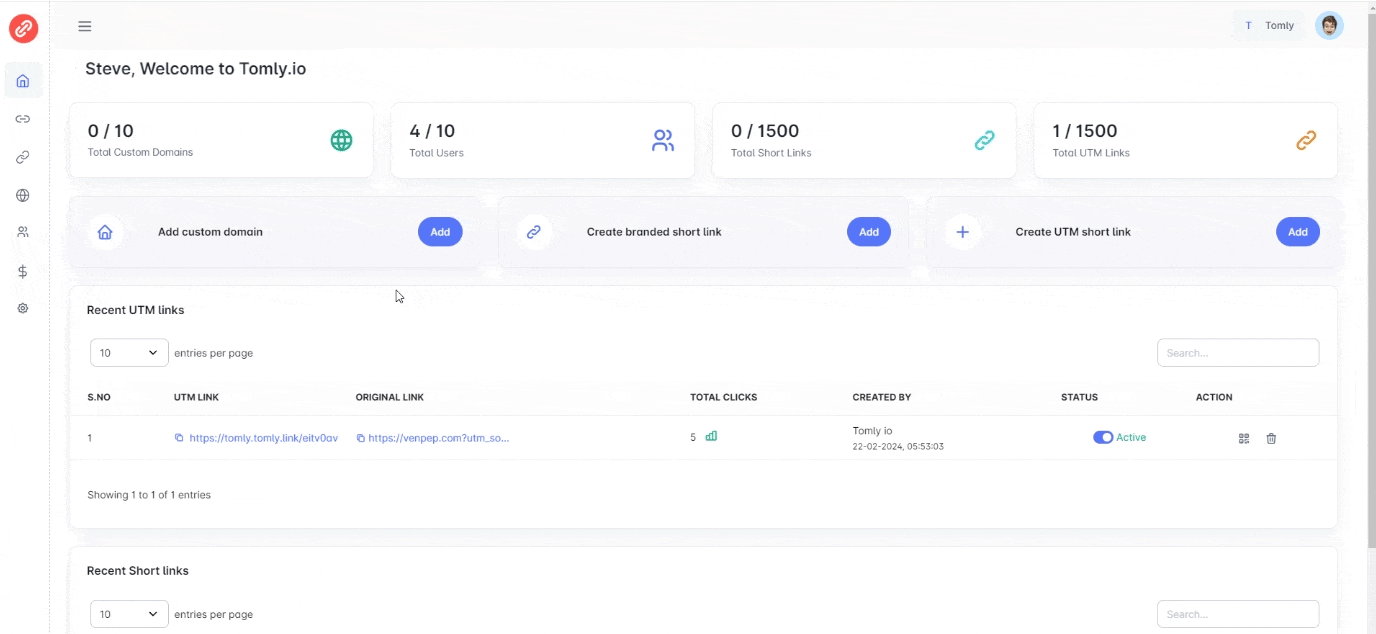 T Tomly
Steve, Welcome to Tomly.io
0 / 10
Total Custom Domains
4 / 10
Total Users
0 / 1500
Total Short Links
1 / 1500
Total UTM Links
Add custom domain
Add
Create branded short link
Add
Create UTM short link
Add
Recent UTM links
10 entries per page
Search...
S.NO UTM LINK ORIGINAL LINK TOTAL CLICKS CREATED BY STATUS ACTION
1 https://tomly.tomly.link/eitv0av https://venpep.com?utm_so... 5 Tomly io Active
22-02-2024, 05:53:03
Showing 1 to 1 of 1 entries
Recent Short links
10 entries per page
Search...